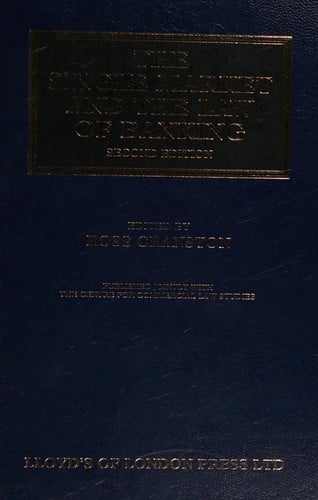 THE
SINGLE MARKET
AND THE LAW
OF BANKING
SECOND EDITION
EDITED BY
ROSS CRANSTON
PUBLISHED JOINTLY WITH
THE CENTRE FOR COMMERCIAL LAW STUDIES
LLOYD'S OF LONDON PRESS LTD